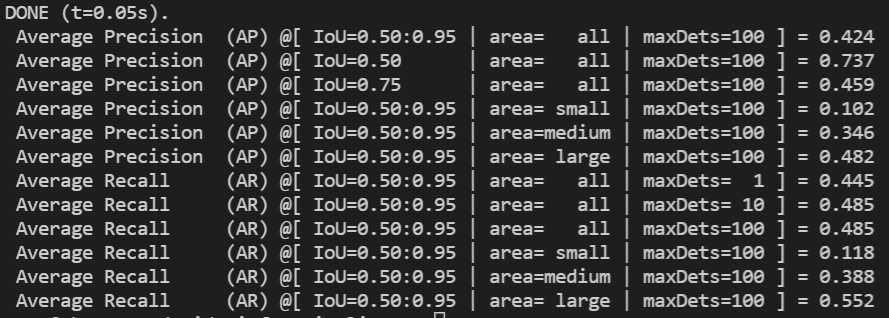 DONE (t=0.05s).
 Average Precision  (AP) @[ IoU=0.50:0.95 | area=   all | maxDets=100 ] = 0.424
 Average Precision  (AP) @[ IoU=0.50      | area=   all | maxDets=100 ] = 0.737
 Average Precision  (AP) @[ IoU=0.75      | area=   all | maxDets=100 ] = 0.459
 Average Precision  (AP) @[ IoU=0.50:0.95 | area= small | maxDets=100 ] = 0.102
 Average Precision  (AP) @[ IoU=0.50:0.95 | area=medium | maxDets=100 ] = 0.346
 Average Precision  (AP) @[ IoU=0.50:0.95 | area= large | maxDets=100 ] = 0.482
 Average Recall     (AR) @[ IoU=0.50:0.95 | area=   all | maxDets=  1 ] = 0.445
 Average Recall     (AR) @[ IoU=0.50:0.95 | area=   all | maxDets= 10 ] = 0.485
 Average Recall     (AR) @[ IoU=0.50:0.95 | area=   all | maxDets=100 ] = 0.485
 Average Recall     (AR) @[ IoU=0.50:0.95 | area= small | maxDets=100 ] = 0.118
 Average Recall     (AR) @[ IoU=0.50:0.95 | area=medium | maxDets=100 ] = 0.388
 Average Recall     (AR) @[ IoU=0.50:0.95 | area= large | maxDets=100 ] = 0.552